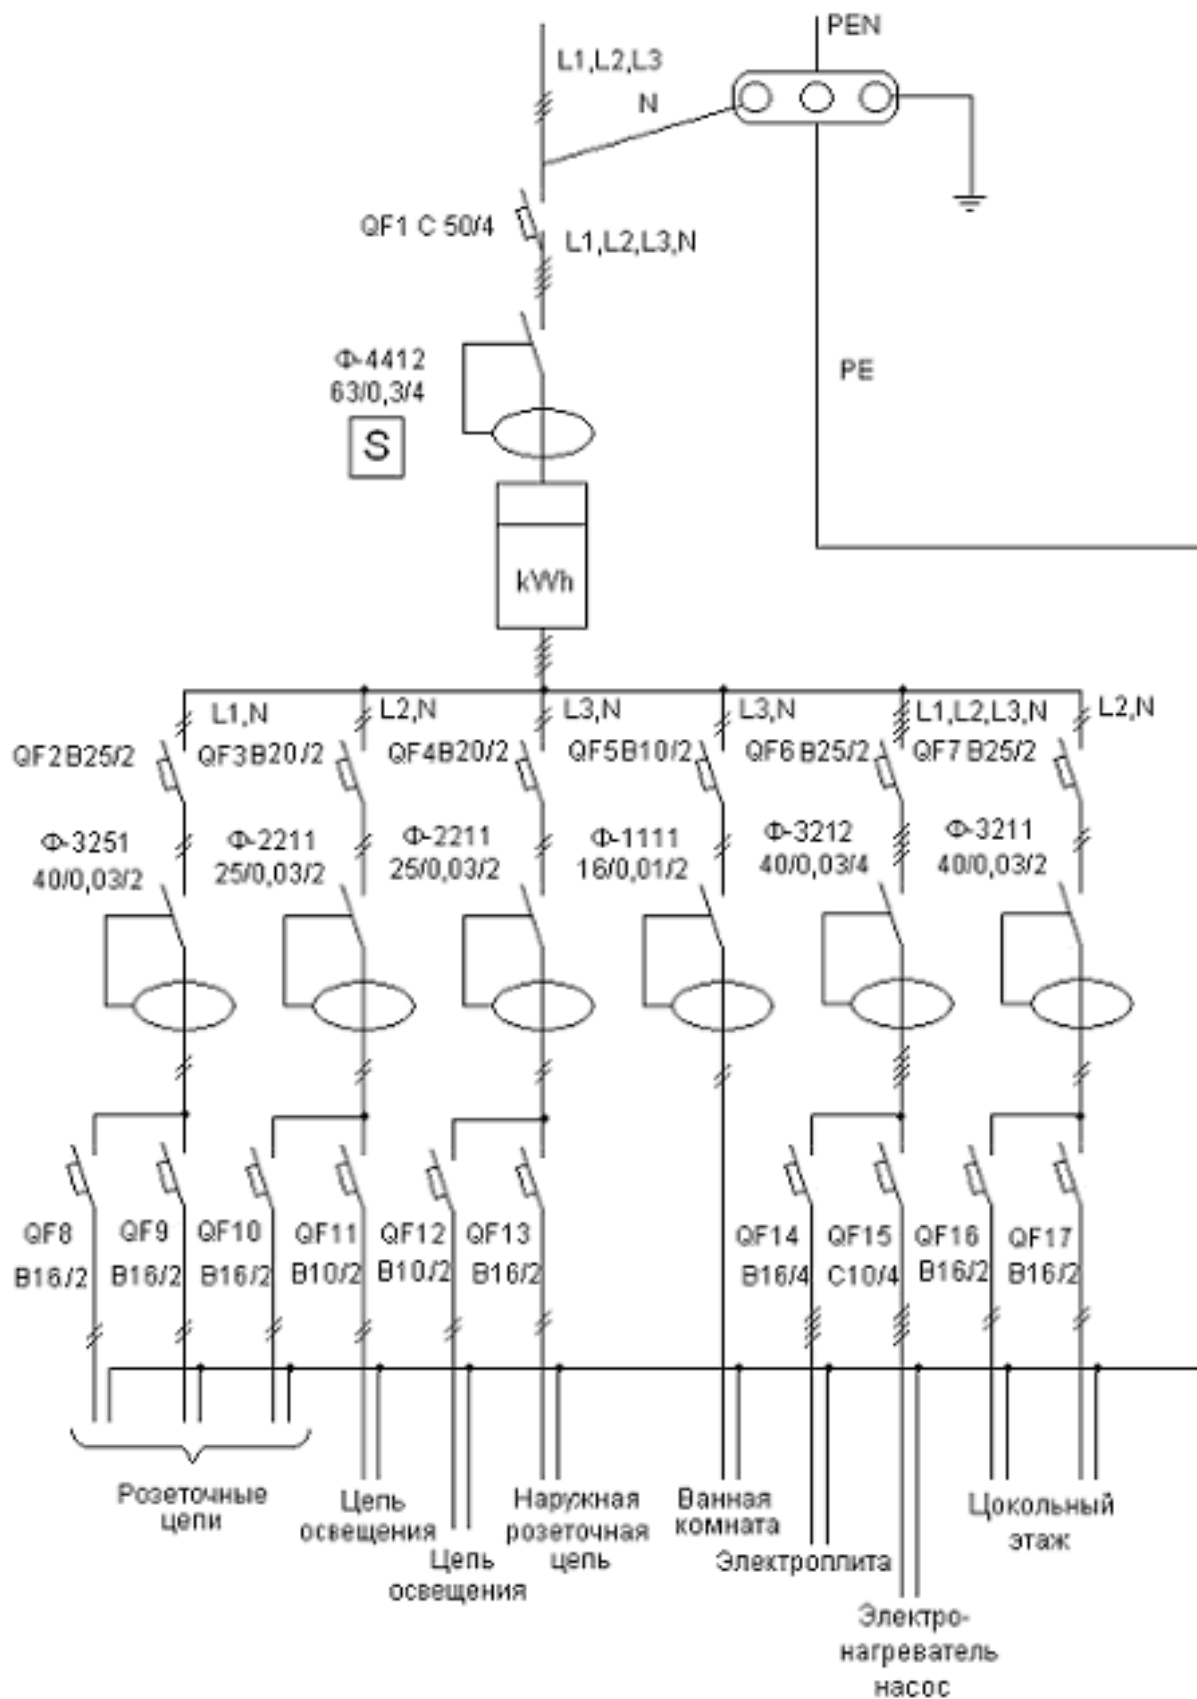 PEN
L1,L2,L3
N
QF1 C 50/4
L1,L2,L3,N
Ф-4412
63/0,3/4
S
PE
kWh
L1,N
L2,N
L3,N
L3,N
L1,L2,L3,N
L2,N
QF2 B25/2
QF3 B20/2
QF4 B20/2
QF5 B10/2
QF6 B25/2
QF7 B25/2
Ф-3251
40/0,03/2
Ф-2211
25/0,03/2
Ф-2211
25/0,03/2
Ф-1111
16/0,01/2
Ф-3212
40/0,03/4
Ф-3211
40/0,03/2
QF8
B16/2
QF9
B16/2
QF10
B16/2
QF11
B10/2
QF12
B10/2
QF13
B16/2
QF14
B16/4
QF15
C10/4
QF16
B16/2
QF17
B16/2
Розеточные
цепи
Цепь
освещения
Цепь
освещения
Наружная
розеточная
цепь
Ванная
комната
Электроплита
Электро-
нагреватель
насос
Цокольный
этаж